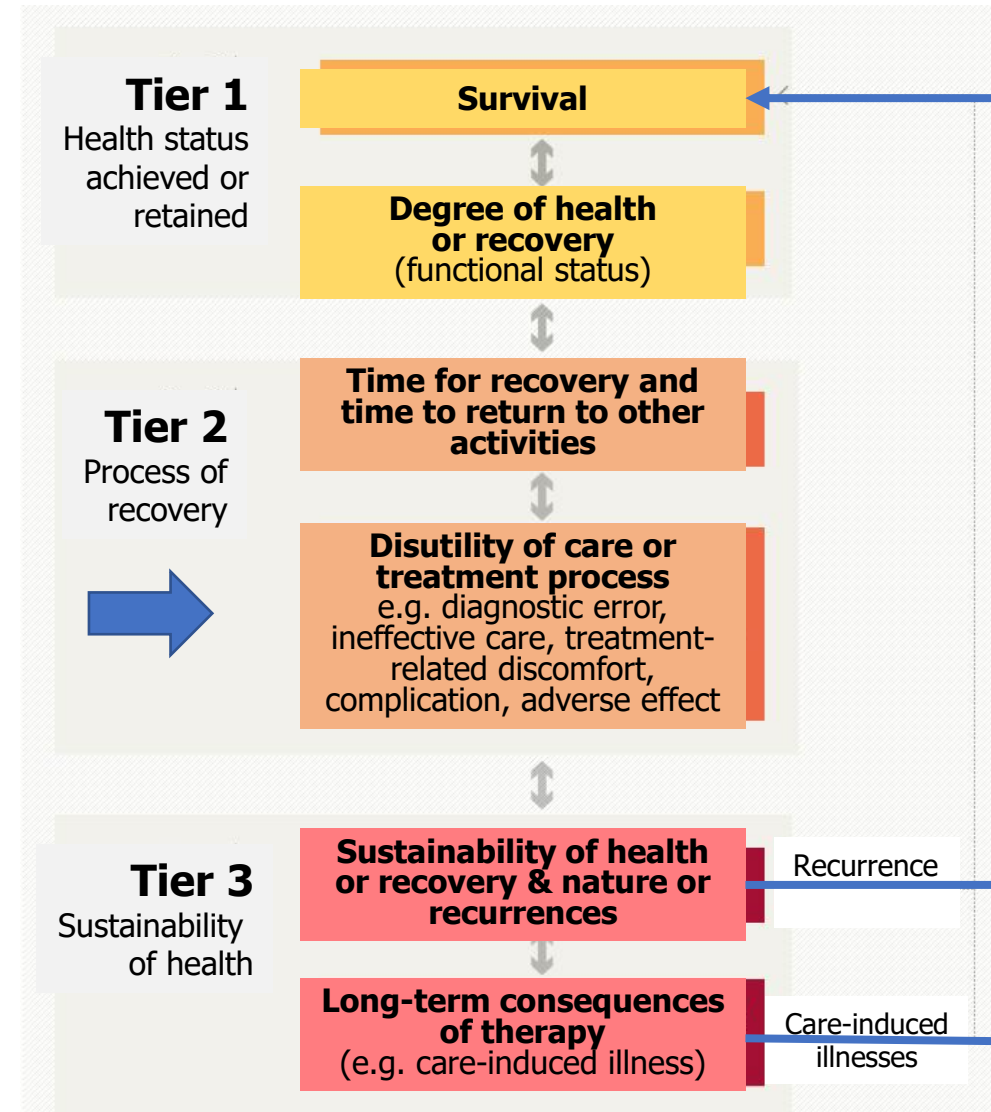 Tier 1
Health status
achieved or
retained
Survival
Degree of health
or recovery
(functional status)
Tier 2
Process of
recovery
Time for recovery and
time to return to other
activities
Disutility of care or
treatment process
e.g. diagnostic error,
ineffective care, treatment-
related discomfort,
complication, adverse effect
Tier 3
Sustainability
of health
Sustainability of health
or recovery & nature or
recurrences
Recurrence
Long-term consequences
of therapy
(e.g. care-induced illness)
Care-induced
illnesses